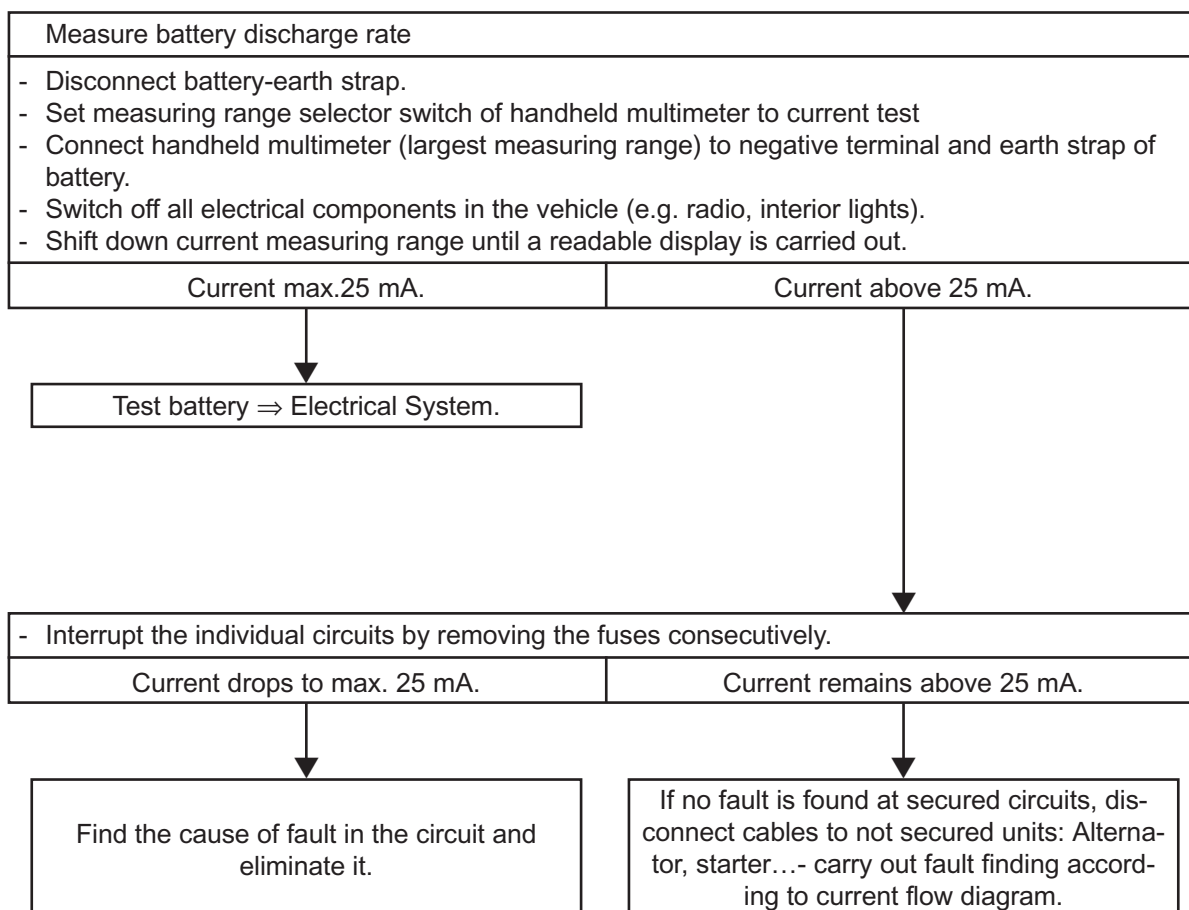 Measure battery discharge rate
- Disconnect battery-earth strap.
- Set measuring range selector switch of handheld multimeter to current test
- Connect handheld multimeter (largest measuring range) to negative terminal and earth strap of
battery.
- Switch off all electrical components in the vehicle (e.g. radio, interior lights).
- Shift down current measuring range until a readable display is carried out.
Current max.25 mA.
Current above 25 mA.
Test battery ⇒ Electrical System.
- Interrupt the individual circuits by removing the fuses consecutively.
Current drops to max. 25 mA.
Current remains above 25 mA.
Find the cause of fault in the circuit and
eliminate it.
If no fault is found at secured circuits, dis-
connect cables to not secured units: Alterna-
tor, starter…- carry out fault finding accord-
ing to current flow diagram.